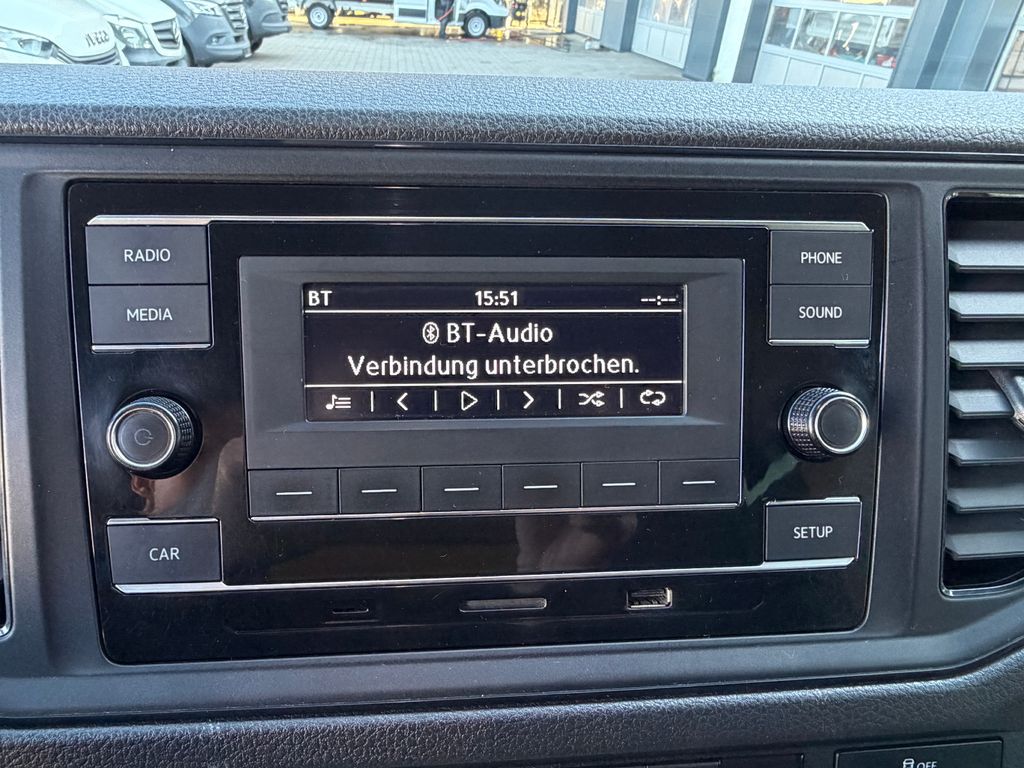 RADIO
PHONE
MEDIA
SOUND
BT 15:51 --:--
BT-Audio
Verbindung unterbrochen.
CAR
SETUP
OFF